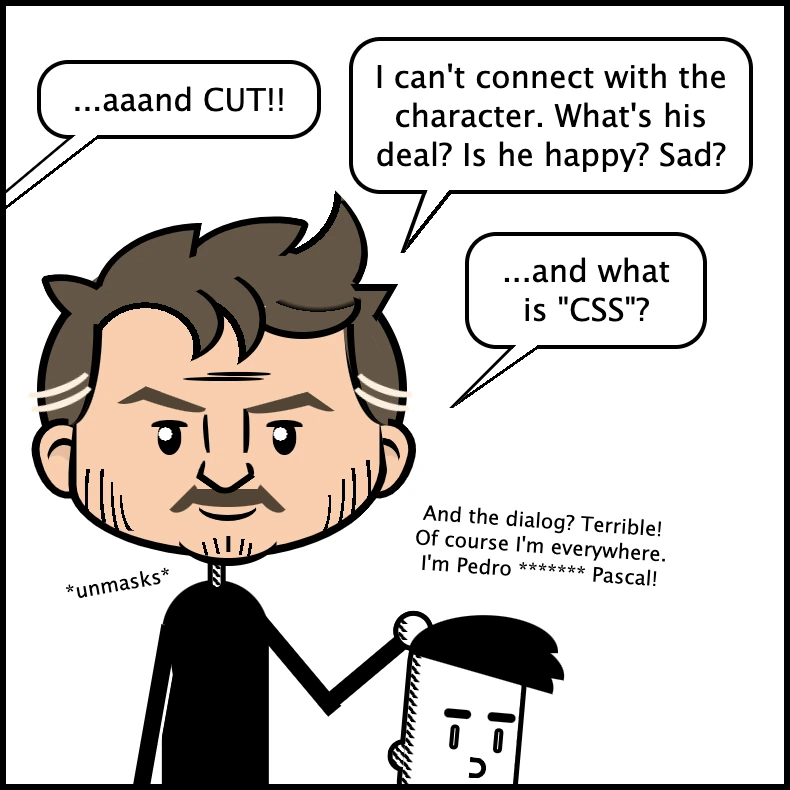 ...aaand CUT!!
I can't connect with the
character. What's his
deal? Is he happy? Sad?
...and what
is "CSS"?
And the dialog? Terrible!
Of course I'm everywhere.
I'm Pedro ******* Pascal!
*unmasks*